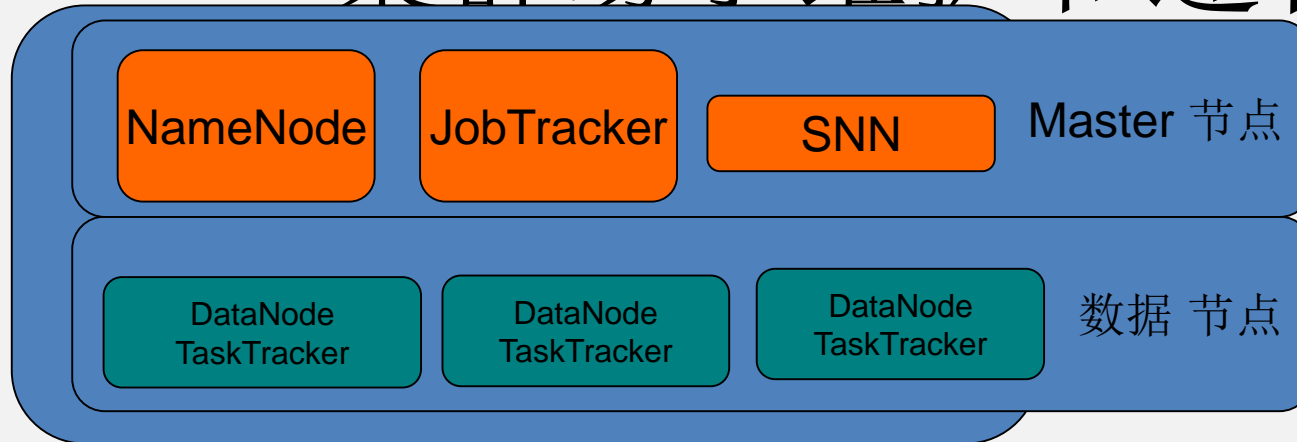 NameNode
JobTracker
SNN
Master 节点
DataNode
TaskTracker
DataNode
TaskTracker
DataNode
TaskTracker
数据 节点